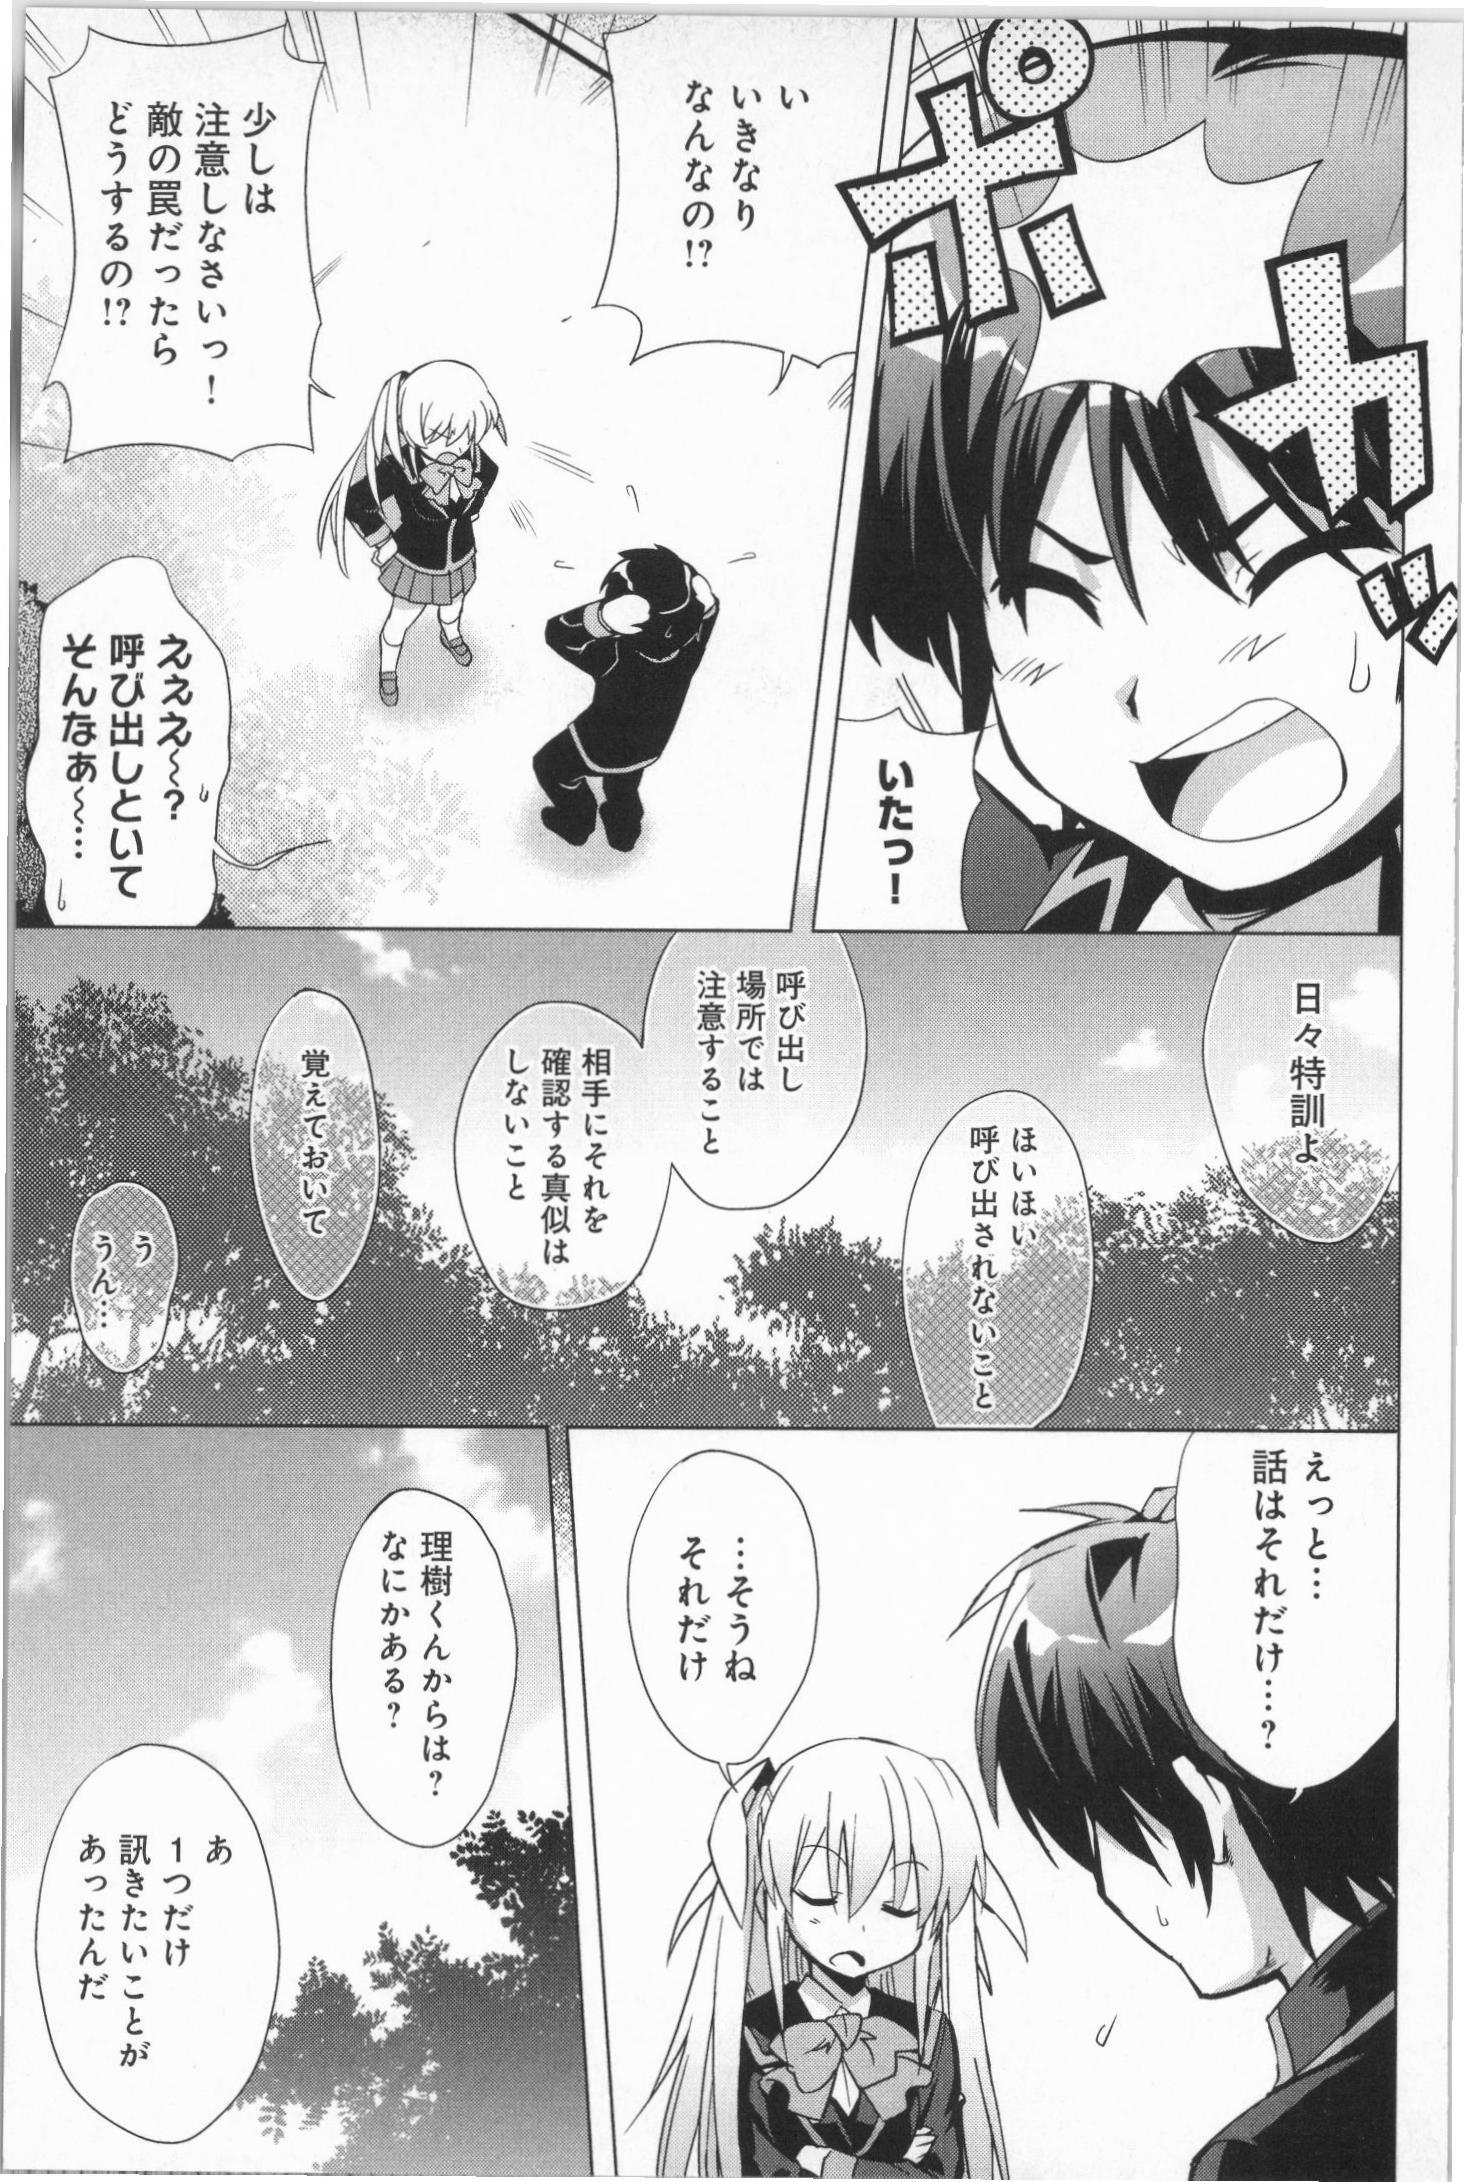 ポカッ
いたっ！
い
いきなり
なんなの!?
少しは
注意しなさいっ！
敵の罠だったら
どうするの!?
えええ～？
呼び出しといて
そんなぁ～…
日々特訓よ
ほいほい
呼び出されないこと
呼び出し
場所では
注意すること
相手にそれを
確認する真似は
しないこと
覚えておいて
う
うん…
えっと…
話はそれだけ…？
…そうね
それだけ
理樹くんからは？
なにかある？
あ
1つだけ
訊きたいことが
あったんだ